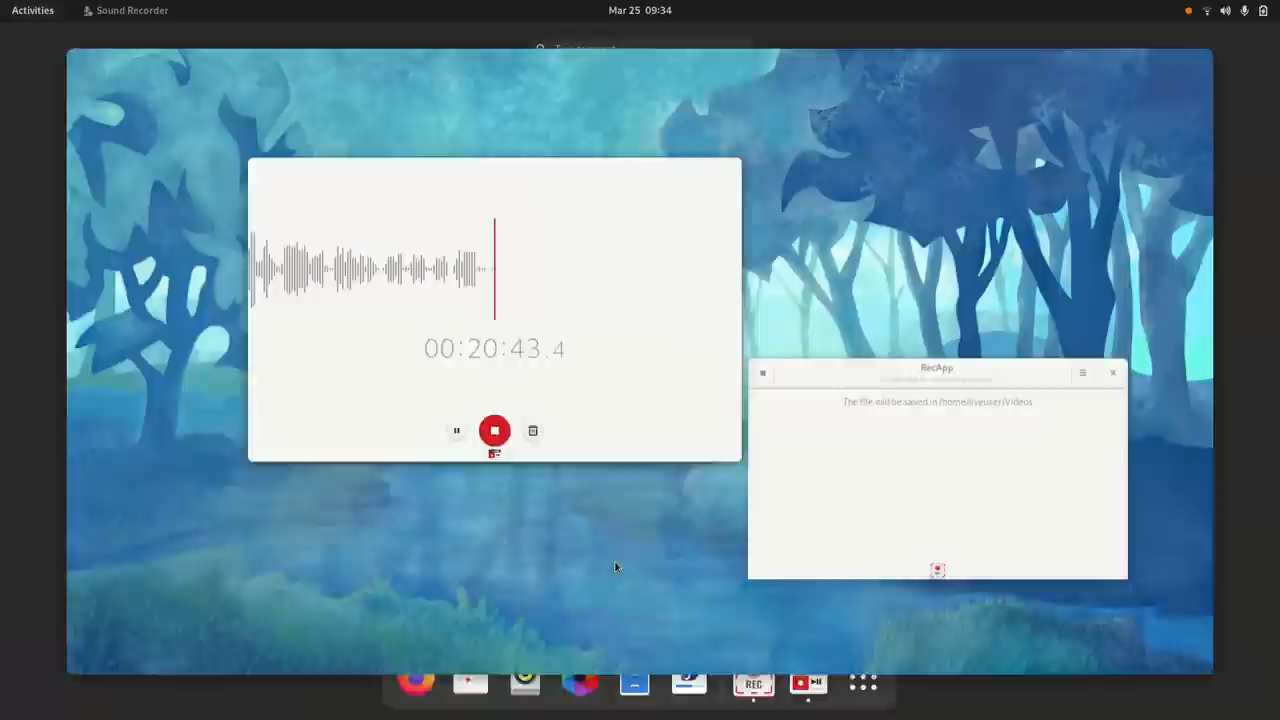 Activities
Sound Recorder
Mar 25 09:34
00:20:43.4
RecApp
The file will be saved in /home/liveuser/Videos
REC